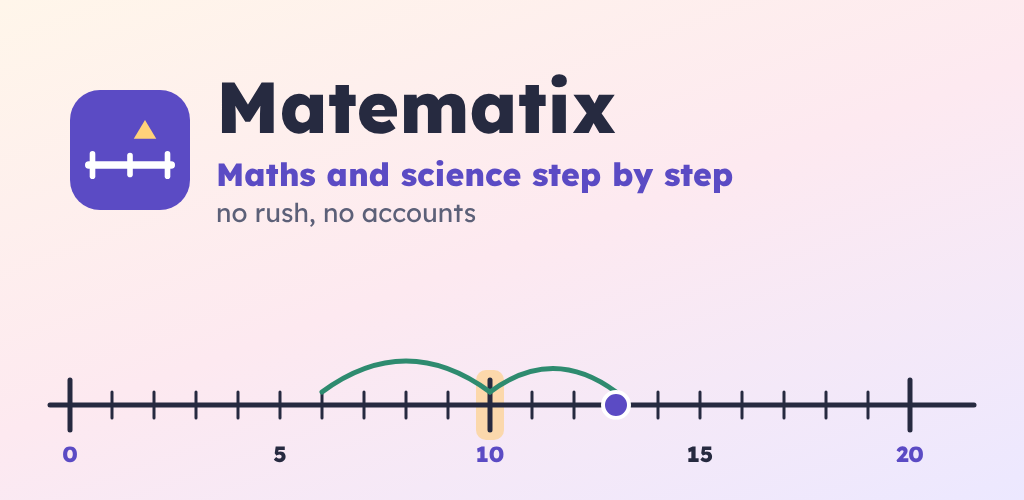 Matematix
Maths and science step by step
no rush, no accounts
0 5 10 15 20